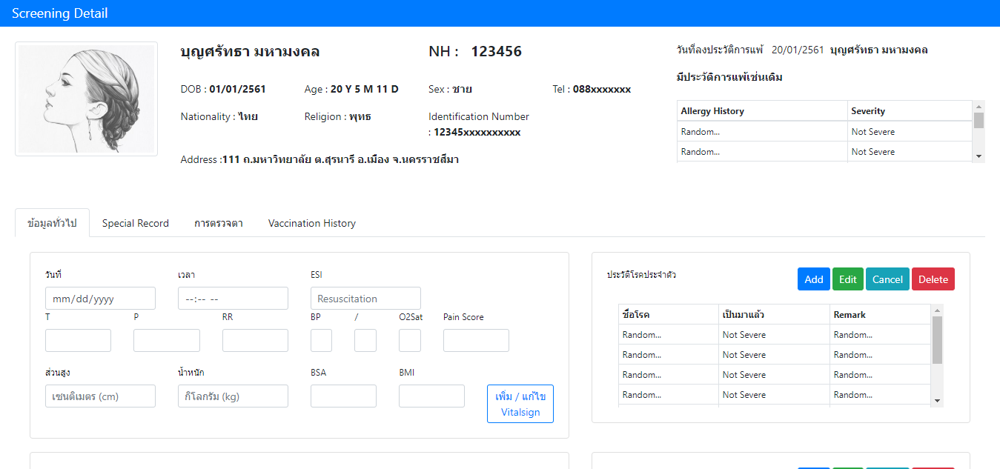 Screening Detail
บุญศรัทธา มหามงคล NH : 123456
วันที่ลงประวัติการแพ้ 20/01/2561 บุญศรัทธา มหามงคล
มีประวัติการแพ้เช่นเดิม
DOB : 01/01/2561 Age : 20 Y 5 M 11 D Sex : ชาย Tel : 088xxxxxxx
Nationality : ไทย Religion : พุทธ Identification Number
: 12345xxxxxxxxxx
Address :111 ถ.มหาวิทยาลัย ต.สุรนารี อ.เมือง จ.นครราชสีมา
Allergy History Severity
Random... Not Severe
Random... Not Severe
ข้อมูลทั่วไป Special Record การตรวจตา Vaccination History
วันที่ เวลา ESI
mm/dd/yyyy --:-- -- Resuscitation
T P RR BP / O2Sat Pain Score
ส่วนสูง น้ำหนัก BSA BMI
เซนติเมตร (cm) กิโลกรัม (kg)
เพิ่ม / แก้ไข
Vitalsign
ประวัติโรคประจำตัว Add Edit Cancel Delete
ชื่อโรค เป็นมาแล้ว Remark
Random... Not Severe Random...
Random... Not Severe Random...
Random... Not Severe Random...
Random... Not Severe Random...